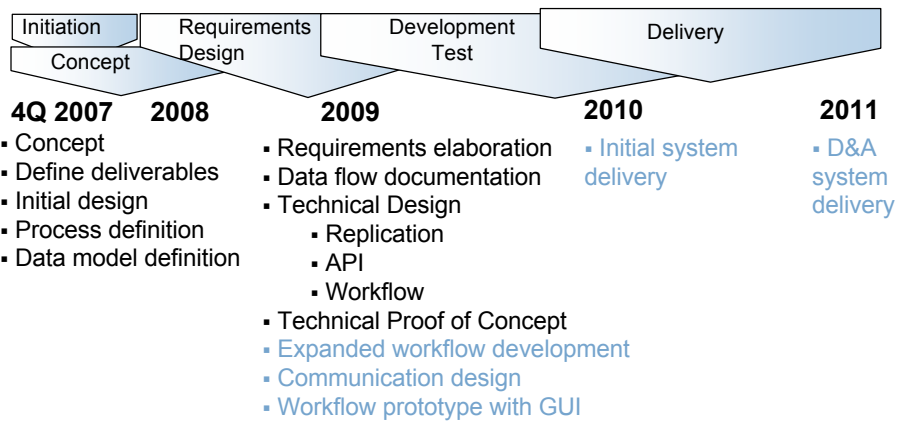 Initiation
Concept
Requirements
Design
Development
Test
Delivery
4Q 2007
2008
2009
2010
2011
▪ Concept
▪ Define deliverables
▪ Initial design
▪ Process definition
▪ Data model definition
▪ Requirements elaboration
▪ Data flow documentation
▪ Technical Design
▪ Replication
▪ API
▪ Workflow
▪ Technical Proof of Concept
▪ Expanded workflow development
▪ Communication design
▪ Workflow prototype with GUI
▪ Initial system
delivery
▪ D&A
system
delivery